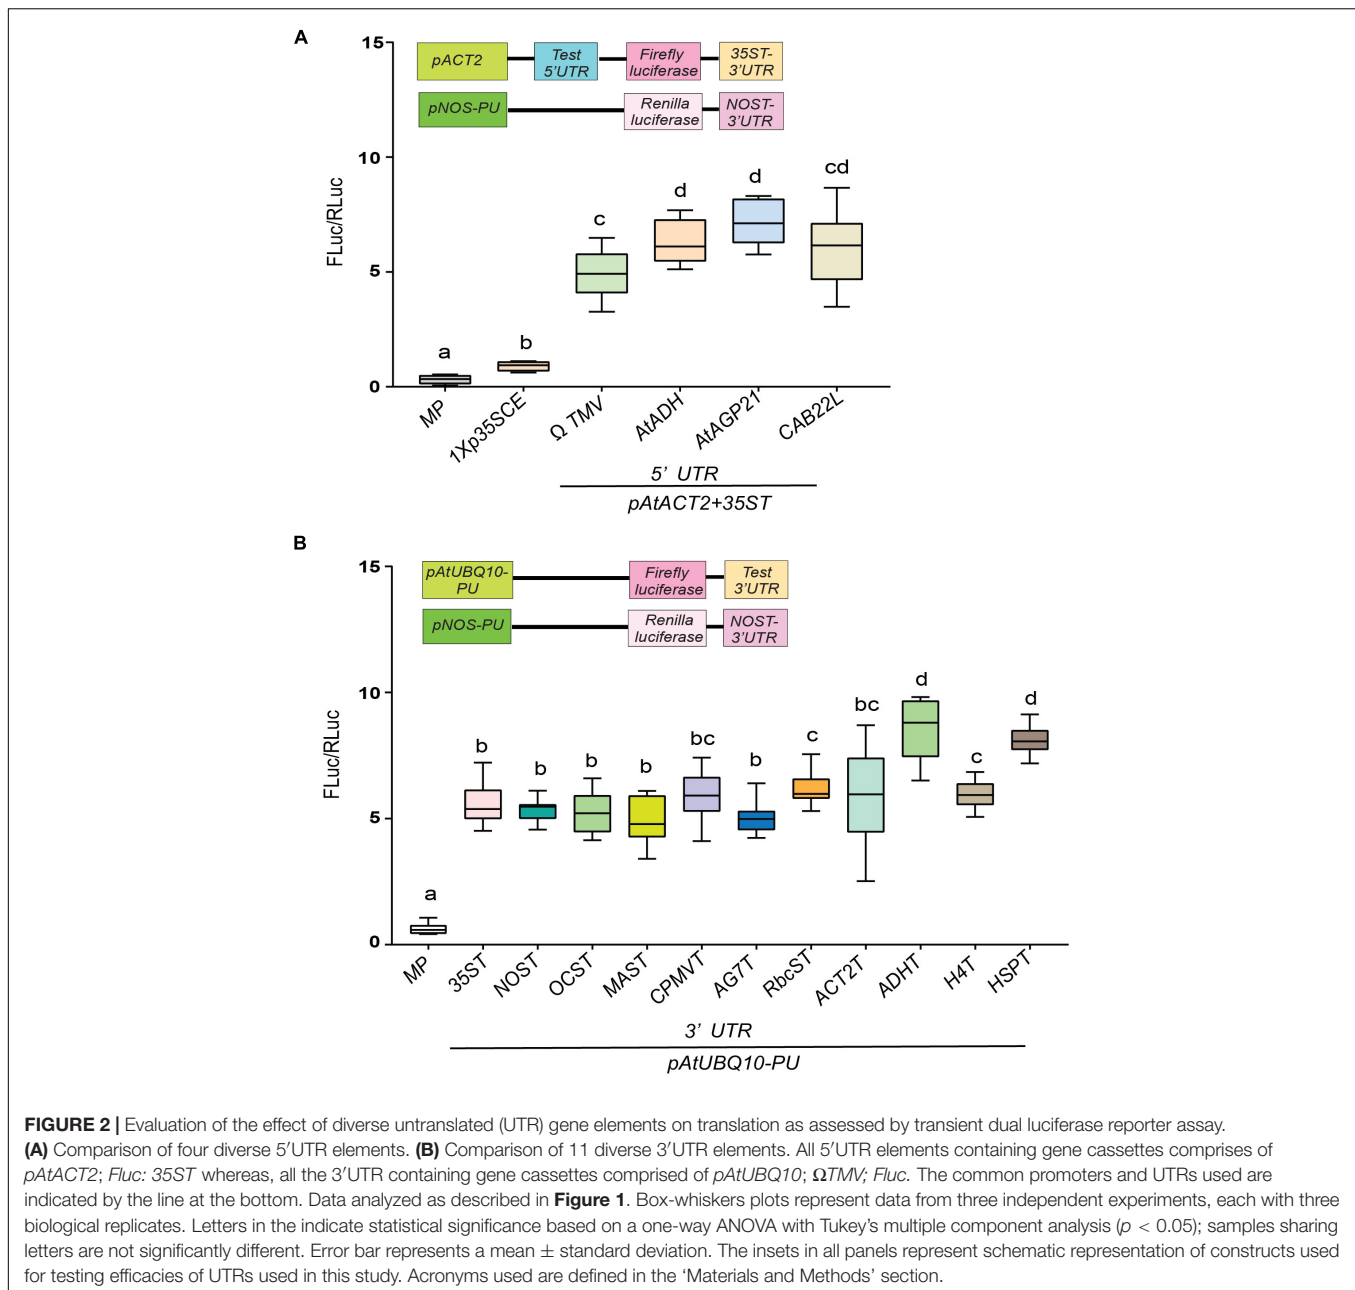 A
15
10
5
0
FLuc/RLuc
pACT2
Test
5'UTR
Firefly
luciferase
35ST-
3'UTR
pNOS-PU
Renilla
luciferase
NOST-
3'UTR
a
b
c
d
d
cd
MP
1Xp35SCE
Ω TMV
AtADH
AtAGP21
CAB22L
5' UTR
pAtACT2+35ST
B
15
10
5
0
FLuc/RLuc
pAtUBQ10-
PU
Firefly
luciferase
Test
3'UTR
pNOS-PU
Renilla
luciferase
NOST-
3'UTR
a
b
b
b
b
bc
b
c
bc
d
c
d
MP
35ST
NOST
OCST
MAST
CPMVT
AG7T
RbcST
ACT2T
ADHT
H4T
HSPT
3' UTR
pAtUBQ10-PU
FIGURE 2 | Evaluation of the effect of diverse untranslated (UTR) gene elements on translation as assessed by transient dual luciferase reporter assay.
(A) Comparison of four diverse 5′UTR elements. (B) Comparison of 11 diverse 3′UTR elements. All 5′UTR elements containing gene cassettes comprises of
pAtACT2; Fluc: 35ST whereas, all the 3′UTR containing gene cassettes comprised of pAtUBQ10; ΩTMV; Fluc. The common promoters and UTRs used are
indicated by the line at the bottom. Data analyzed as described in Figure 1. Box-whiskers plots represent data from three independent experiments, each with three
biological replicates. Letters in the indicate statistical significance based on a one-way ANOVA with Tukey's multiple component analysis (p < 0.05); samples sharing
letters are not significantly different. Error bar represents a mean ± standard deviation. The insets in all panels represent schematic representation of constructs used
for testing efficacies of UTRs used in this study. Acronyms used are defined in the 'Materials and Methods' section.